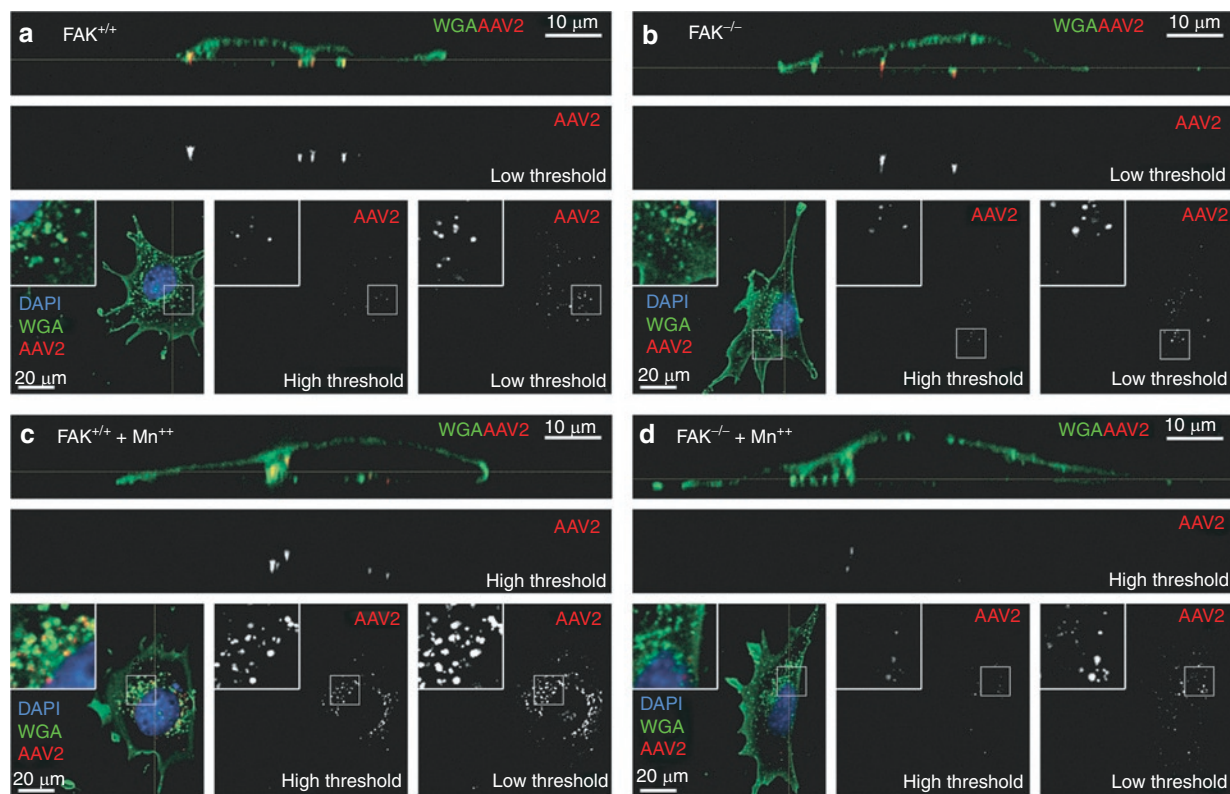 a FAK+/+ WGAAAV2 10 μm
AAV2
Low threshold
DAPI
WGA
AAV2
20 μm
AAV2
High threshold
AAV2
Low threshold
b FAK−/− WGAAAV2 10 μm
AAV2
Low threshold
DAPI
WGA
AAV2
20 μm
AAV2
High threshold
AAV2
Low threshold
c FAK+/+ + Mn++ WGAAAV2 10 μm
AAV2
High threshold
DAPI
WGA
AAV2
20 μm
AAV2
High threshold
AAV2
Low threshold
d FAK−/− + Mn++ WGAAAV2 10 μm
AAV2
High threshold
DAPI
WGA
AAV2
20 μm
AAV2
High threshold
AAV2
Low threshold